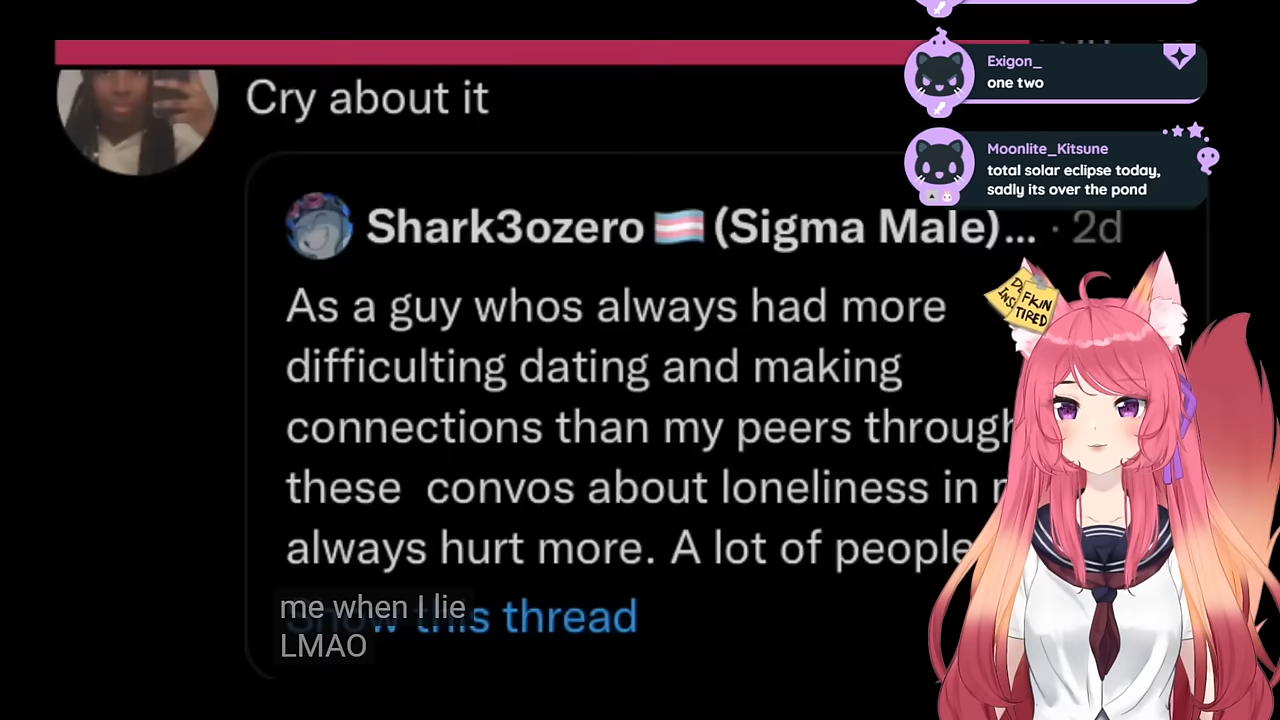 Cry about it
Shark3ozero (Sigma Male)... · 2d
As a guy whos always had more
difficulting dating and making
connections than my peers through
these convos about loneliness in
always hurt more. A lot of people
Show this thread
me when I lie
LMAO
Exigon_
one two
Moonlite_Kitsune
total solar eclipse today,
sadly its over the pond
FKIN
TIRED